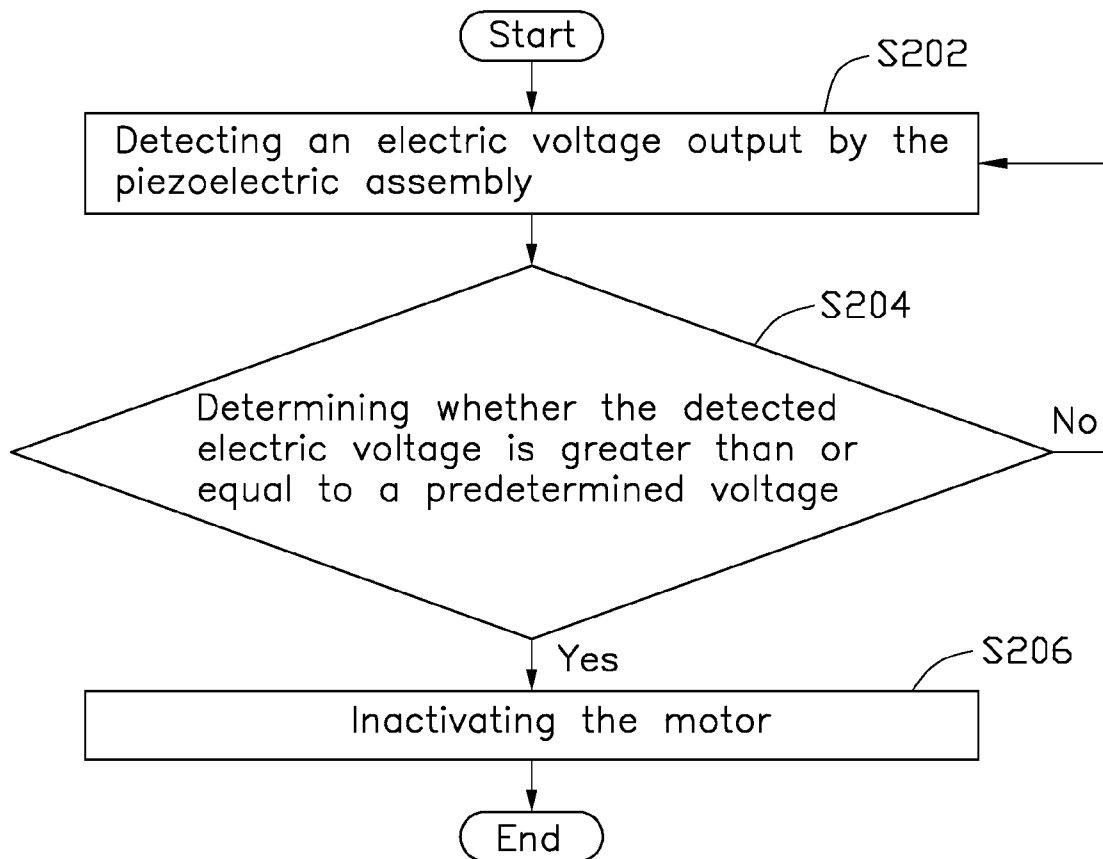 Start
S202
Detecting an electric voltage output by the
piezoelectric assembly
S204
Determining whether the detected
electric voltage is greater than or
equal to a predetermined voltage
No
Yes
S206
Inactivating the motor
End